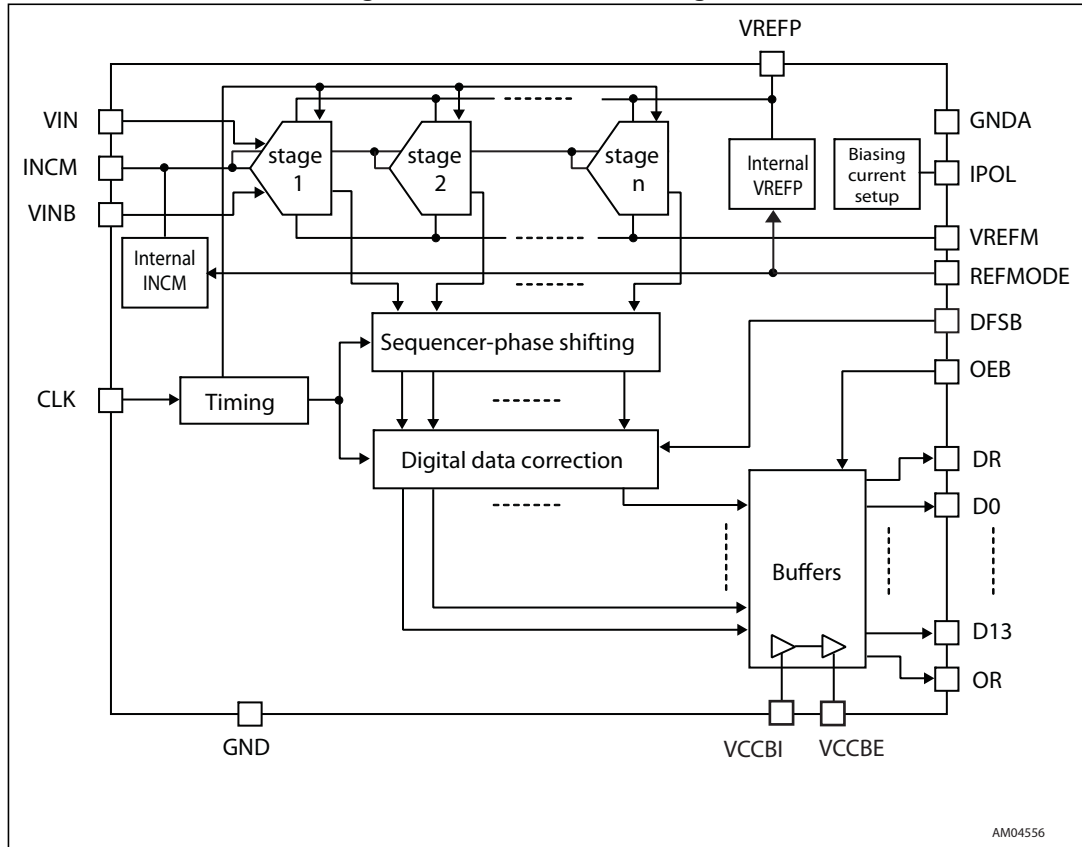 VREFP
VIN
INCM
VINB
stage
1
stage
2
stage
n
Internal
VREFP
Biasing
current
setup
GNDA
IPOL
VREFM
REFMODE
Internal
INCM
DFSB
Sequencer-phase shifting
OEB
CLK
Timing
Digital data correction
DR
D0
Buffers
D13
OR
GND
VCCBI
VCCBE
AM04556